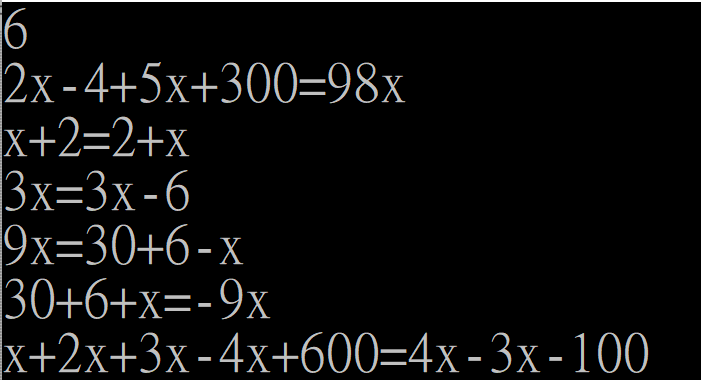 6
2x-4+5x+300=98x
x+2=2+x
3x=3x-6
9x=30+6-x
30+6+x=-9x
x+2x+3x-4x+600=4x-3x-100